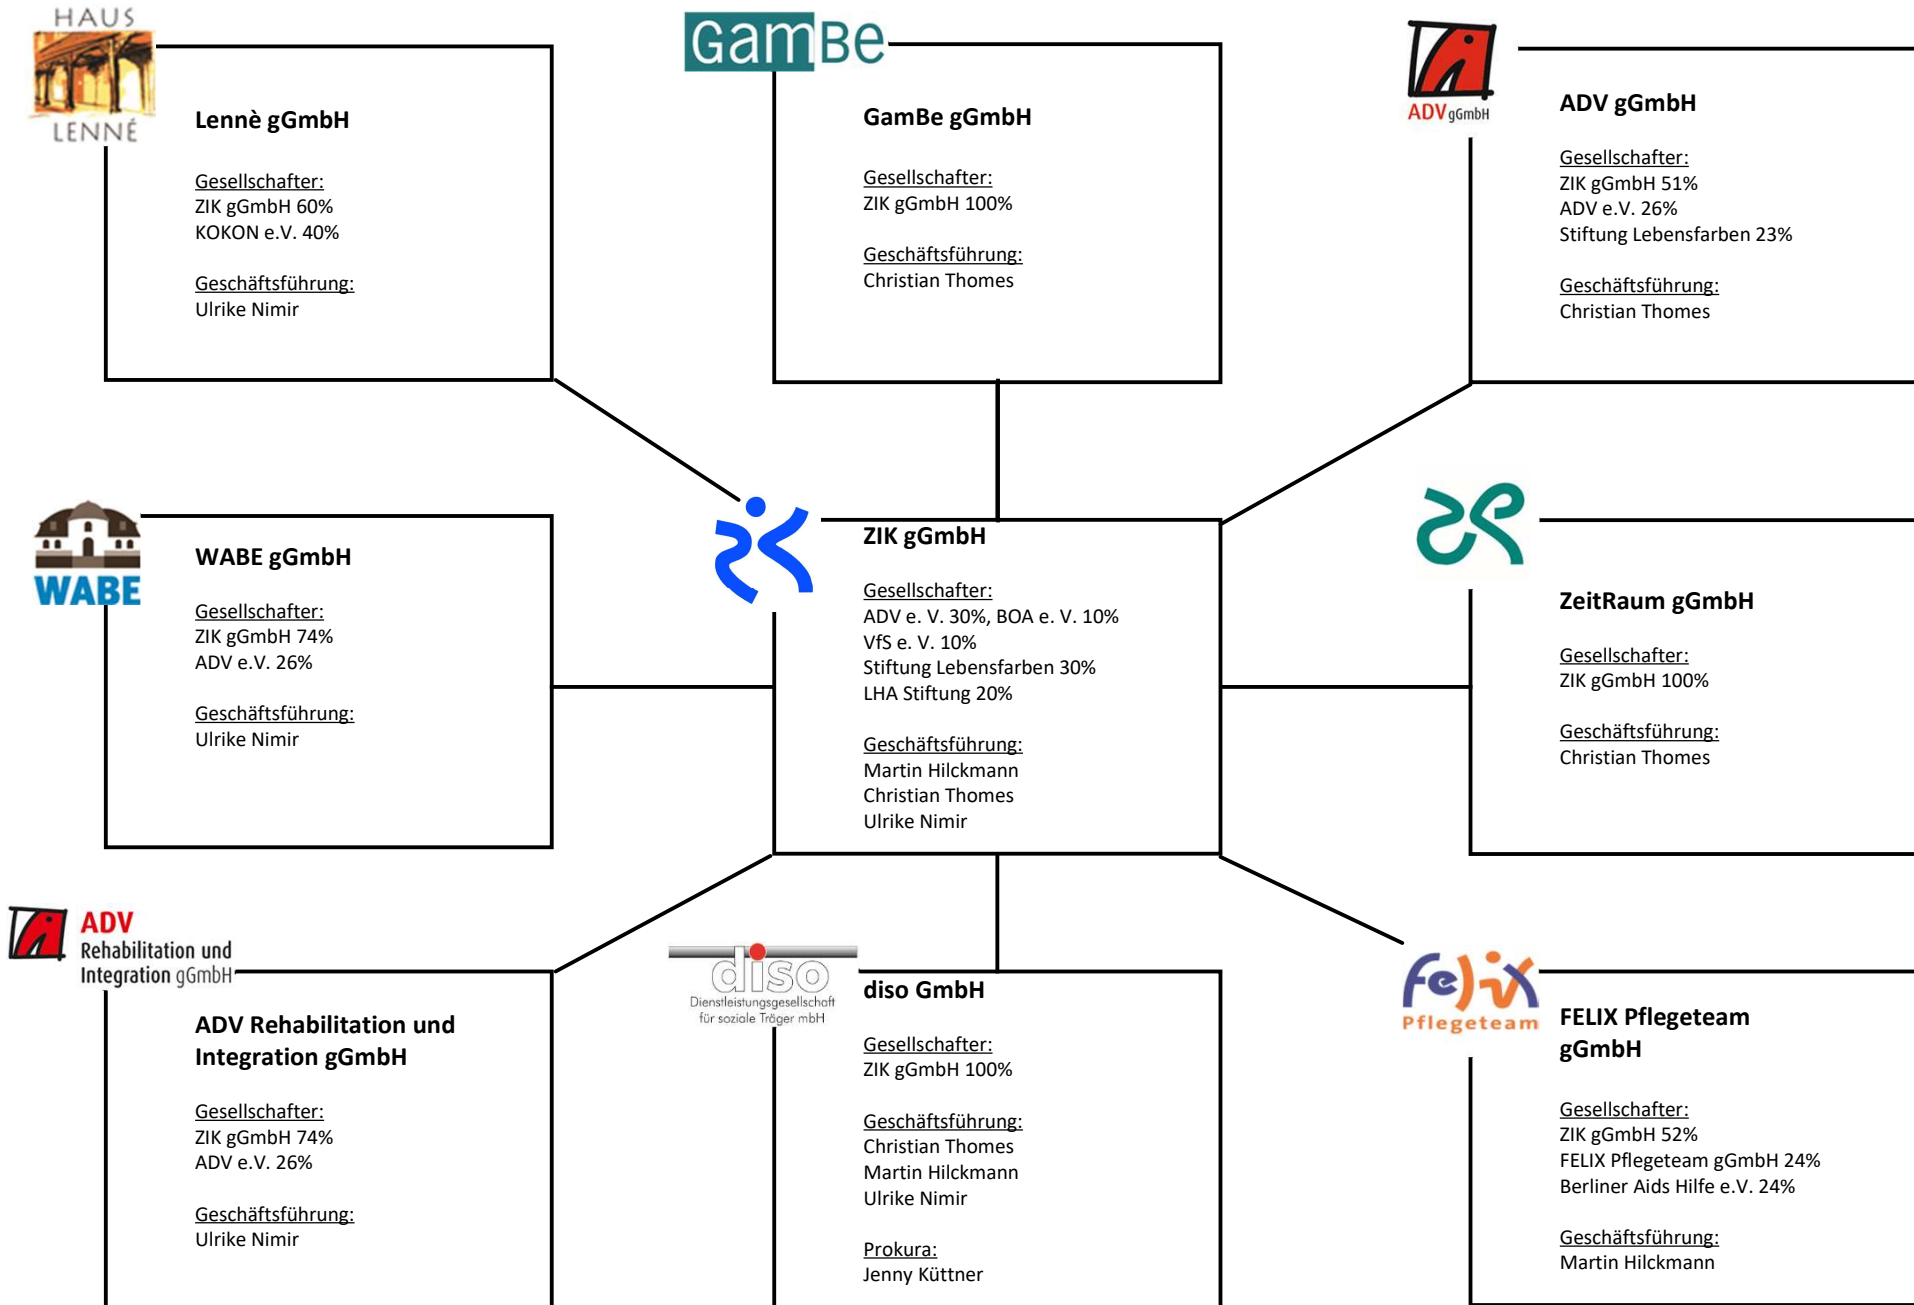 HAUS
LENNÉ
Lennè gGmbH
Gesellschafter:
ZIK gGmbH 60%
KOKON e.V. 40%
Geschäftsführung:
Ulrike Nimir
GamBe
GamBe gGmbH
Gesellschafter:
ZIK gGmbH 100%
Geschäftsführung:
Christian Thomes
ADV gGmbH
ADV gGmbH
Gesellschafter:
ZIK gGmbH 51%
ADV e.V. 26%
Stiftung Lebensfarben 23%
Geschäftsführung:
Christian Thomes
WABE
WABE gGmbH
Gesellschafter:
ZIK gGmbH 74%
ADV e.V. 26%
Geschäftsführung:
Ulrike Nimir
ZIK gGmbH
Gesellschafter:
ADV e. V. 30%, BOA e. V. 10%
VfS e. V. 10%
Stiftung Lebensfarben 30%
LHA Stiftung 20%
Geschäftsführung:
Martin Hilckmann
Christian Thomes
Ulrike Nimir
ZeitRaum gGmbH
Gesellschafter:
ZIK gGmbH 100%
Geschäftsführung:
Christian Thomes
ADV
Rehabilitation und
Integration gGmbH
ADV Rehabilitation und
Integration gGmbH
Gesellschafter:
ZIK gGmbH 74%
ADV e.V. 26%
Geschäftsführung:
Ulrike Nimir
diso
Dienstleistungsgesellschaft
für soziale Träger mbH
diso GmbH
Gesellschafter:
ZIK gGmbH 100%
Geschäftsführung:
Christian Thomes
Martin Hilckmann
Ulrike Nimir
Prokura:
Jenny Küttner
Felix
Pflegeteam
FELIX Pflegeteam
gGmbH
Gesellschafter:
ZIK gGmbH 52%
FELIX Pflegeteam gGmbH 24%
Berliner Aids Hilfe e.V. 24%
Geschäftsführung:
Martin Hilckmann